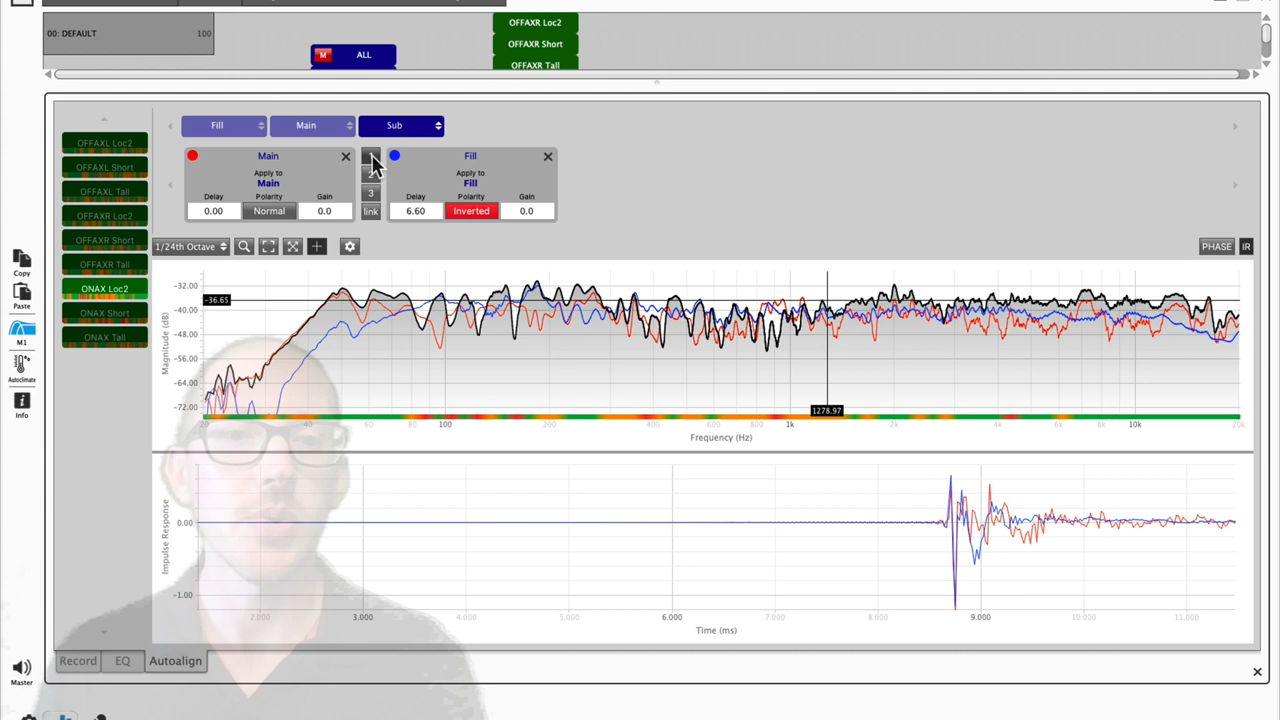 OFFAXR Loc2
00: DEFAULT 100
OFFAXR Short
M ALL
OFFAXR Tall
Fill Main Sub
OFFAXL Loc2
OFFAXL Short
OFFAXL Tall
OFFAXR Loc2
OFFAXR Short
OFFAXR Tall
ONAX Loc2
ONAX Short
ONAX Tall
Main
Apply to
Main
Delay Polarity Gain
0.00 Normal 0.0
2
3
link
Fill
Apply to
Fill
Delay Polarity Gain
6.60 Inverted 0.0
1/24th Octave
PHASE IR
Copy
Paste
M1
Autoclimate
Info
Master
Magnitude (dB)
-32.00
-36.65
-40.00
-48.00
-56.00
-64.00
-72.00
1278.97
20 40 60 80 100 200 400 600 800 1k 2k 4k 6k 8k 10k 20k
Frequency (Hz)
Impulse Response
0.00
-1.00
2.000 3.000 4.000 5.000 6.000 7.000 8.000 9.000 10.000 11.000
Time (ms)
Record EQ Autoalign